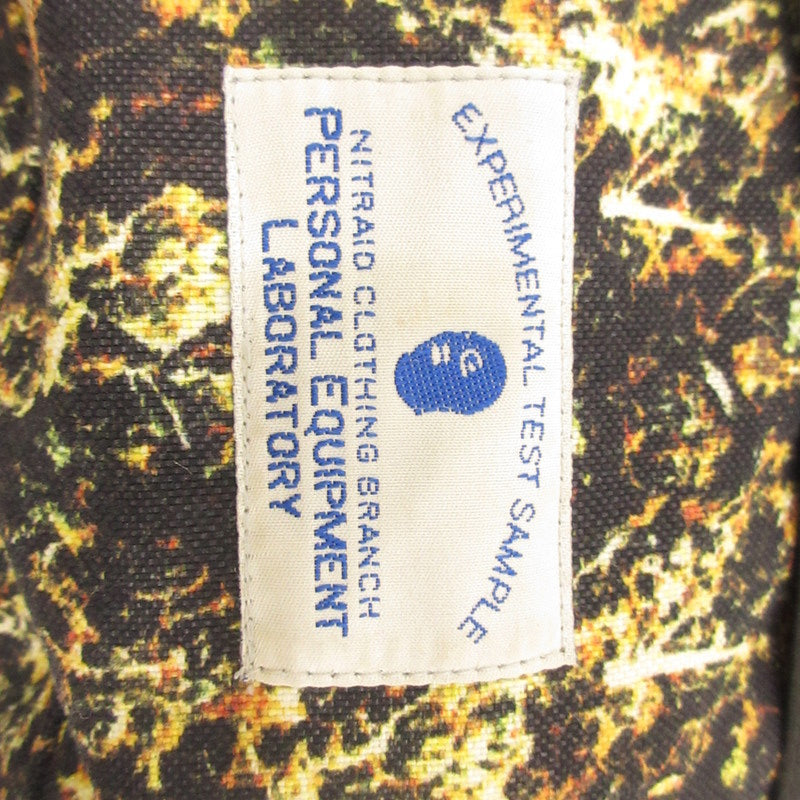 EXPERIMENTAL TEST SAMPLE
NITRAID CLOTHING BRANCH
PERSONAL EQUIPMENT
LABORATORY